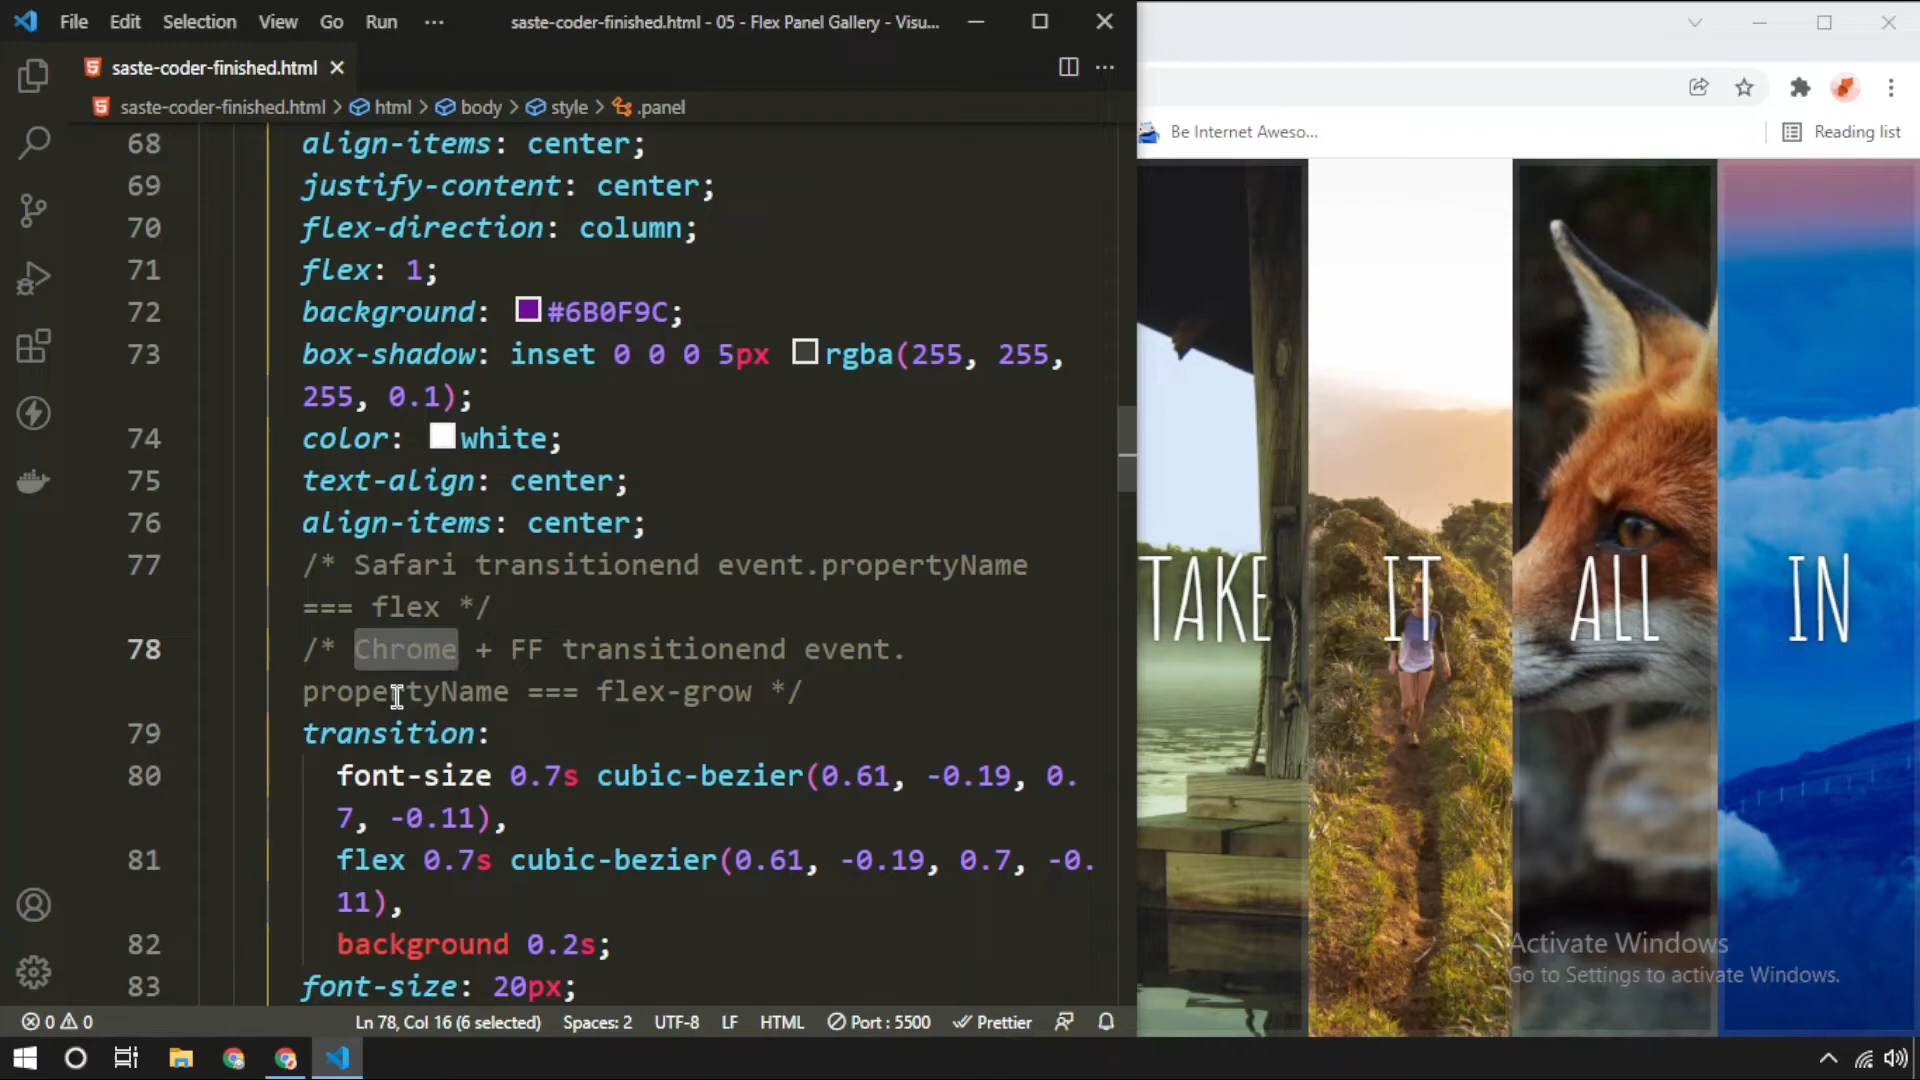 File Edit Selection View Go Run ··· saste-coder-finished.html - 05 - Flex Panel Gallery - Visu...
saste-coder-finished.html
saste-coder-finished.html > html > body > style > .panel
68 align-items: center;
69 justify-content: center;
70 flex-direction: column;
71 flex: 1;
72 background: #6B0F9C;
73 box-shadow: inset 0 0 0 5px rgba(255, 255,
255, 0.1);
74 color: white;
75 text-align: center;
76 align-items: center;
77 /* Safari transitionend event.propertyName
=== flex */
78 /* Chrome + FF transitionend event.
propertyName === flex-grow */
79 transition:
80 font-size 0.7s cubic-bezier(0.61, -0.19, 0.
7, -0.11),
81 flex 0.7s cubic-bezier(0.61, -0.19, 0.7, -0.
11),
82 background 0.2s;
83 font-size: 20px;
0 0 Ln 78, Col 16 (6 selected) Spaces: 2 UTF-8 LF HTML Port : 5500 Prettier
Be Internet Aweso...
Reading list
TAKE IT ALL IN
Activate Windows
Go to Settings to activate Windows.